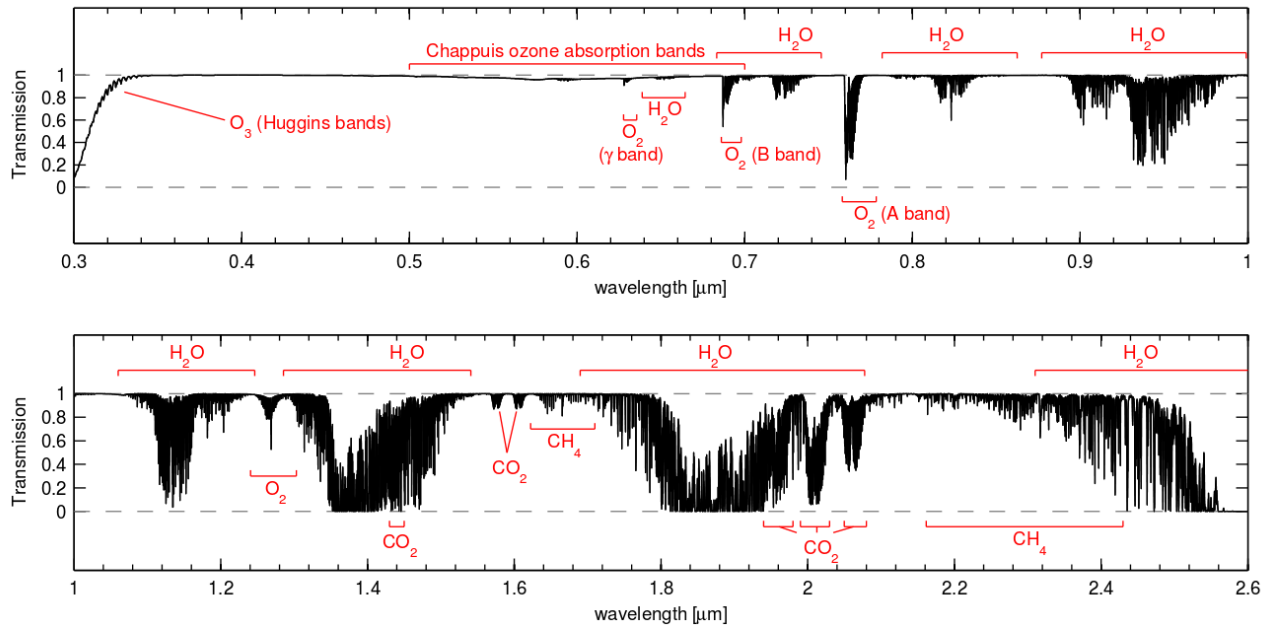 H₂O H₂O H₂O
Chappuis ozone absorption bands
Transmission
1
0.8
0.6
0.4
0.2
0
O₃ (Huggins bands)
H₂O
O₂
(γ band)
O₂ (B band)
O₂ (A band)
0.3 0.4 0.5 0.6 0.7 0.8 0.9 1
wavelength [μm]
H₂O H₂O H₂O H₂O
Transmission
1
0.8
0.6
0.4
0.2
0
O₂
CO₂
CH₄
CO₂
CO₂
CH₄
1 1.2 1.4 1.6 1.8 2 2.2 2.4 2.6
wavelength [μm]